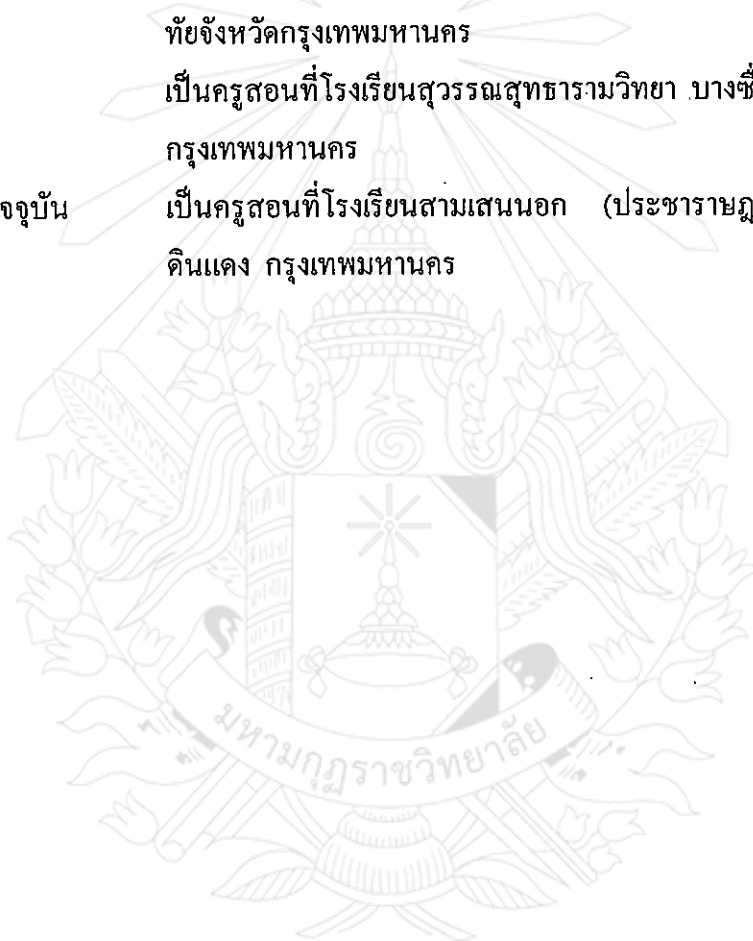 ทัยจังหวัดกรุงเทพมหานคร
เป็นครูสอนที่โรงเรียนสุวรรณสุทธารามวิทยา บางซื่
กรุงเทพมหานคร
จจุบัน เป็นครูสอนที่โรงเรียนสามเสนนอก (ประชาราษฎ
ดินแดง กรุงเทพมหานคร
มหามกุฏราชวิทยาลัย